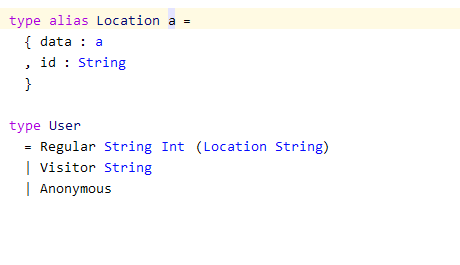 type alias Location a =
  { data : a
  , id : String
  }

type User
  = Regular String Int (Location String)
  | Visitor String
  | Anonymous